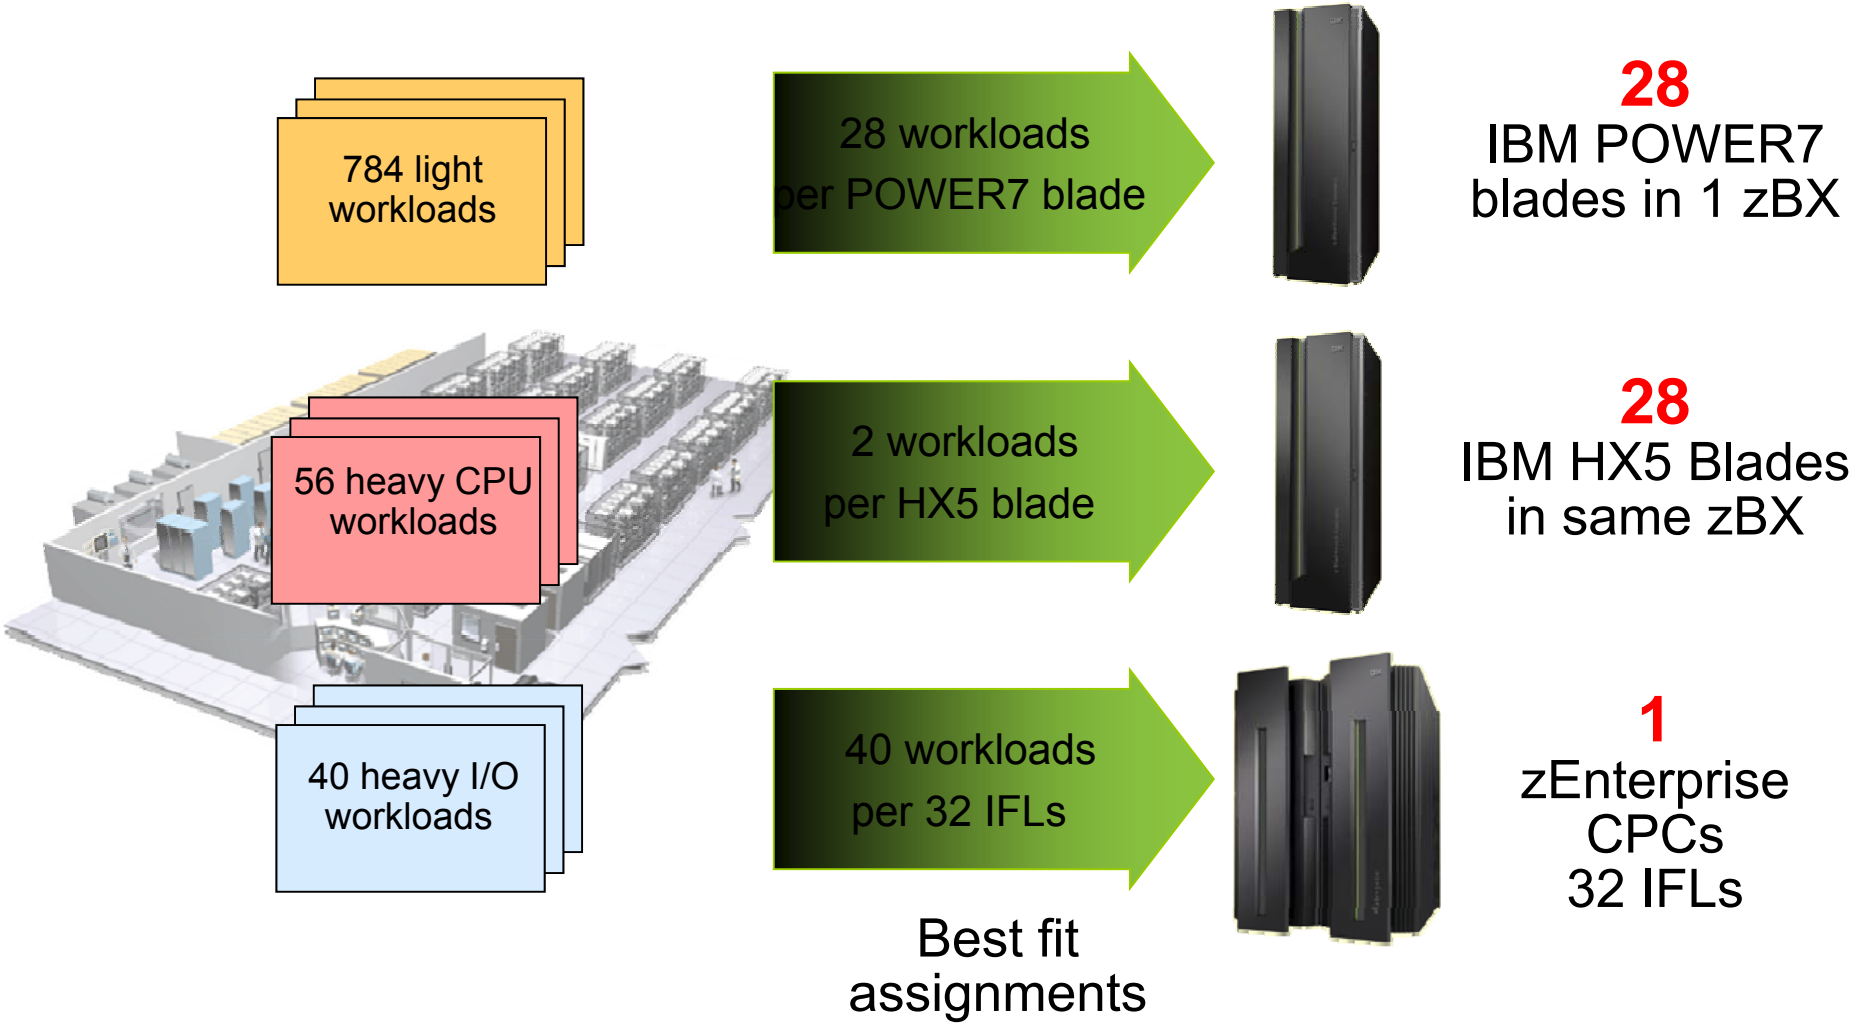 784 light
workloads
28 workloads
per POWER7 blade
28
IBM POWER7
blades in 1 zBX
56 heavy CPU
workloads
2 workloads
per HX5 blade
28
IBM HX5 Blades
in same zBX
40 heavy I/O
workloads
40 workloads
per 32 IFLs
1
zEnterprise
CPCs
32 IFLs
Best fit
assignments